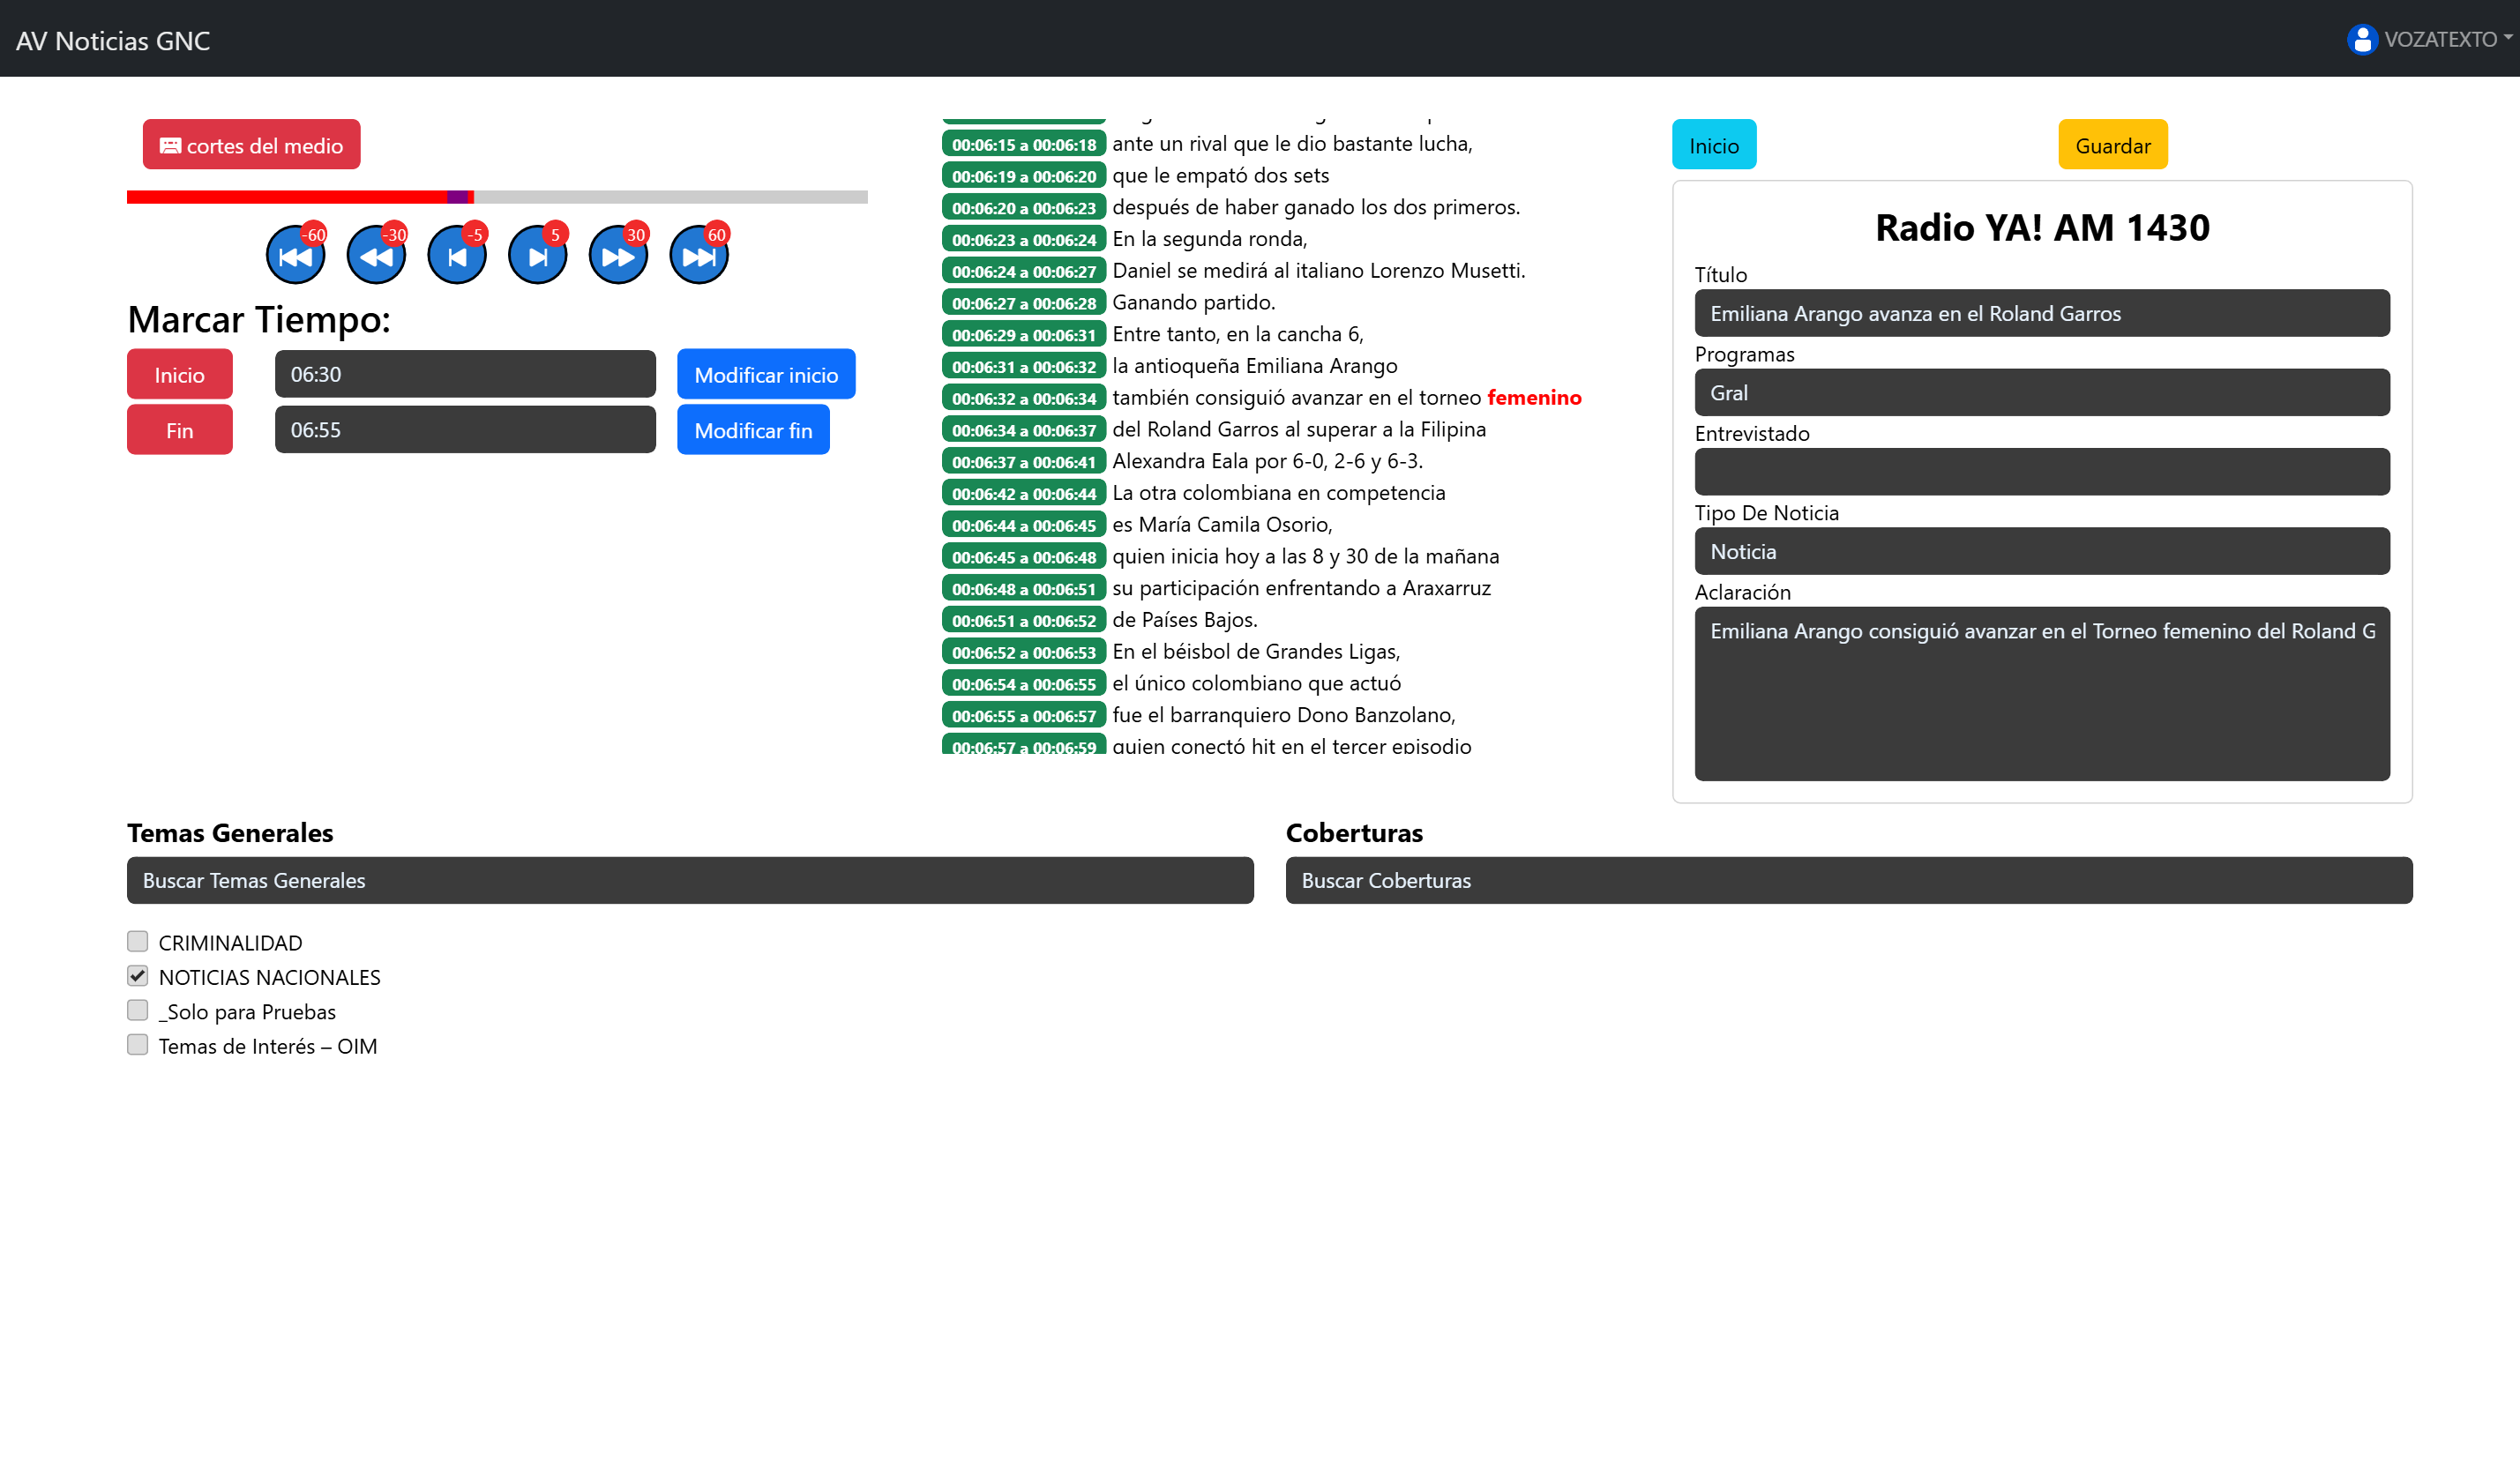 AV Noticias GNC
VOZATEXTO
cortes del medio
-60
-30
-5
5
30
60
Marcar Tiempo:
Inicio
06:30
Modificar inicio
Fin
06:55
Modificar fin
00:06:15 a 00:06:18 ante un rival que le dio bastante lucha,
00:06:19 a 00:06:20 que le empató dos sets
00:06:20 a 00:06:23 después de haber ganado los dos primeros.
00:06:23 a 00:06:24 En la segunda ronda,
00:06:24 a 00:06:27 Daniel se medirá al italiano Lorenzo Musetti.
00:06:27 a 00:06:28 Ganando partido.
00:06:29 a 00:06:31 Entre tanto, en la cancha 6,
00:06:31 a 00:06:32 la antioqueña Emiliana Arango
00:06:32 a 00:06:34 también consiguió avanzar en el torneo femenino
00:06:34 a 00:06:37 del Roland Garros al superar a la Filipina
00:06:37 a 00:06:41 Alexandra Eala por 6-0, 2-6 y 6-3.
00:06:42 a 00:06:44 La otra colombiana en competencia
00:06:44 a 00:06:45 es María Camila Osorio,
00:06:45 a 00:06:48 quien inicia hoy a las 8 y 30 de la mañana
00:06:48 a 00:06:51 su participación enfrentando a Araxarruz
00:06:51 a 00:06:52 de Países Bajos.
00:06:52 a 00:06:53 En el béisbol de Grandes Ligas,
00:06:54 a 00:06:55 el único colombiano que actuó
00:06:55 a 00:06:57 fue el barranquiero Dono Banzolano,
00:06:57 a 00:06:59 quien conectó hit en el tercer episodio
Inicio
Guardar
Radio YA! AM 1430
Título
Emiliana Arango avanza en el Roland Garros
Programas
Gral
Entrevistado
Tipo De Noticia
Noticia
Aclaración
Emiliana Arango consiguió avanzar en el Torneo femenino del Roland G
Temas Generales
Buscar Temas Generales
CRIMINALIDAD
NOTICIAS NACIONALES
_Solo para Pruebas
Temas de Interés – OIM
Coberturas
Buscar Coberturas